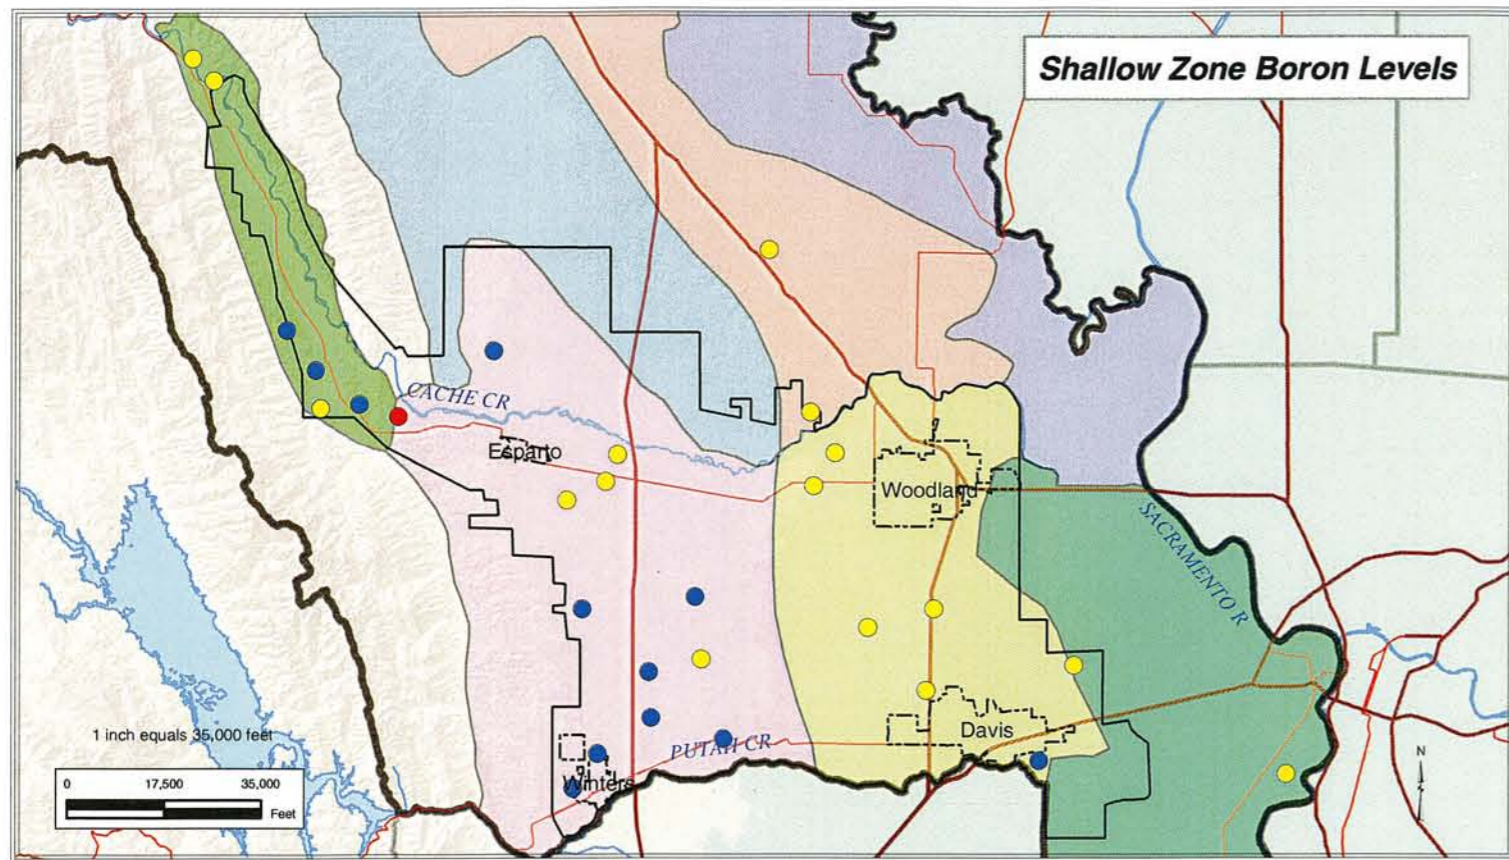 Shallow Zone Boron Levels
CACHE CR
Esparto
Woodland
SACRAMENTO R
Davis
PUTAH CR
Winters
1 inch equals 35,000 feet
0 17,500 35,000
Feet
N